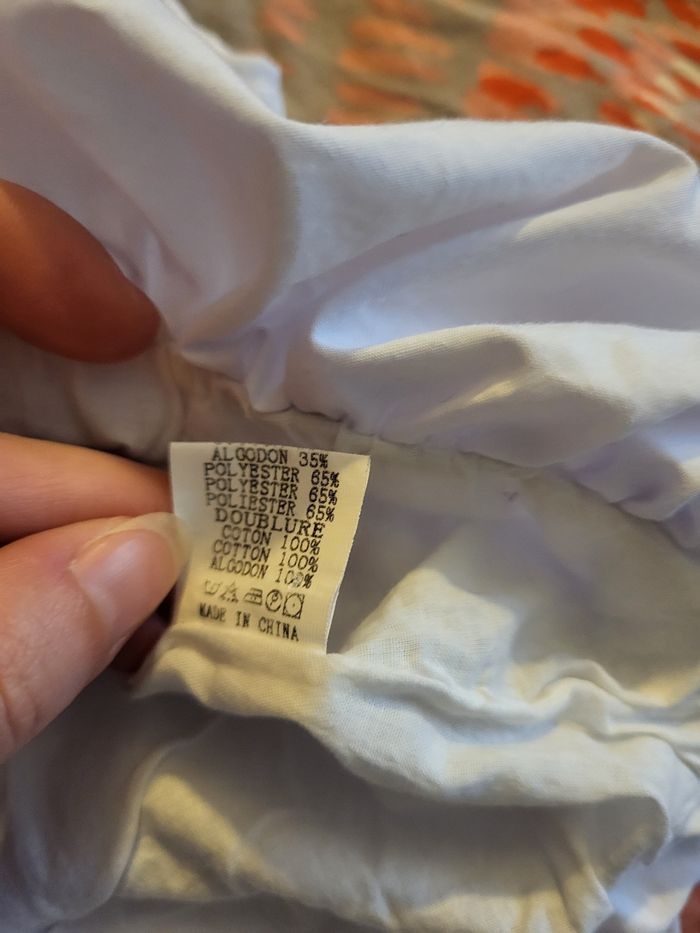 ALGODON 35%
POLYESTER 65%
POLYESTER 65%
POLIESTER 65%
DOUBLURE
COTON 100%
COTTON 100%
ALGODON 100%
MADE IN CHINA